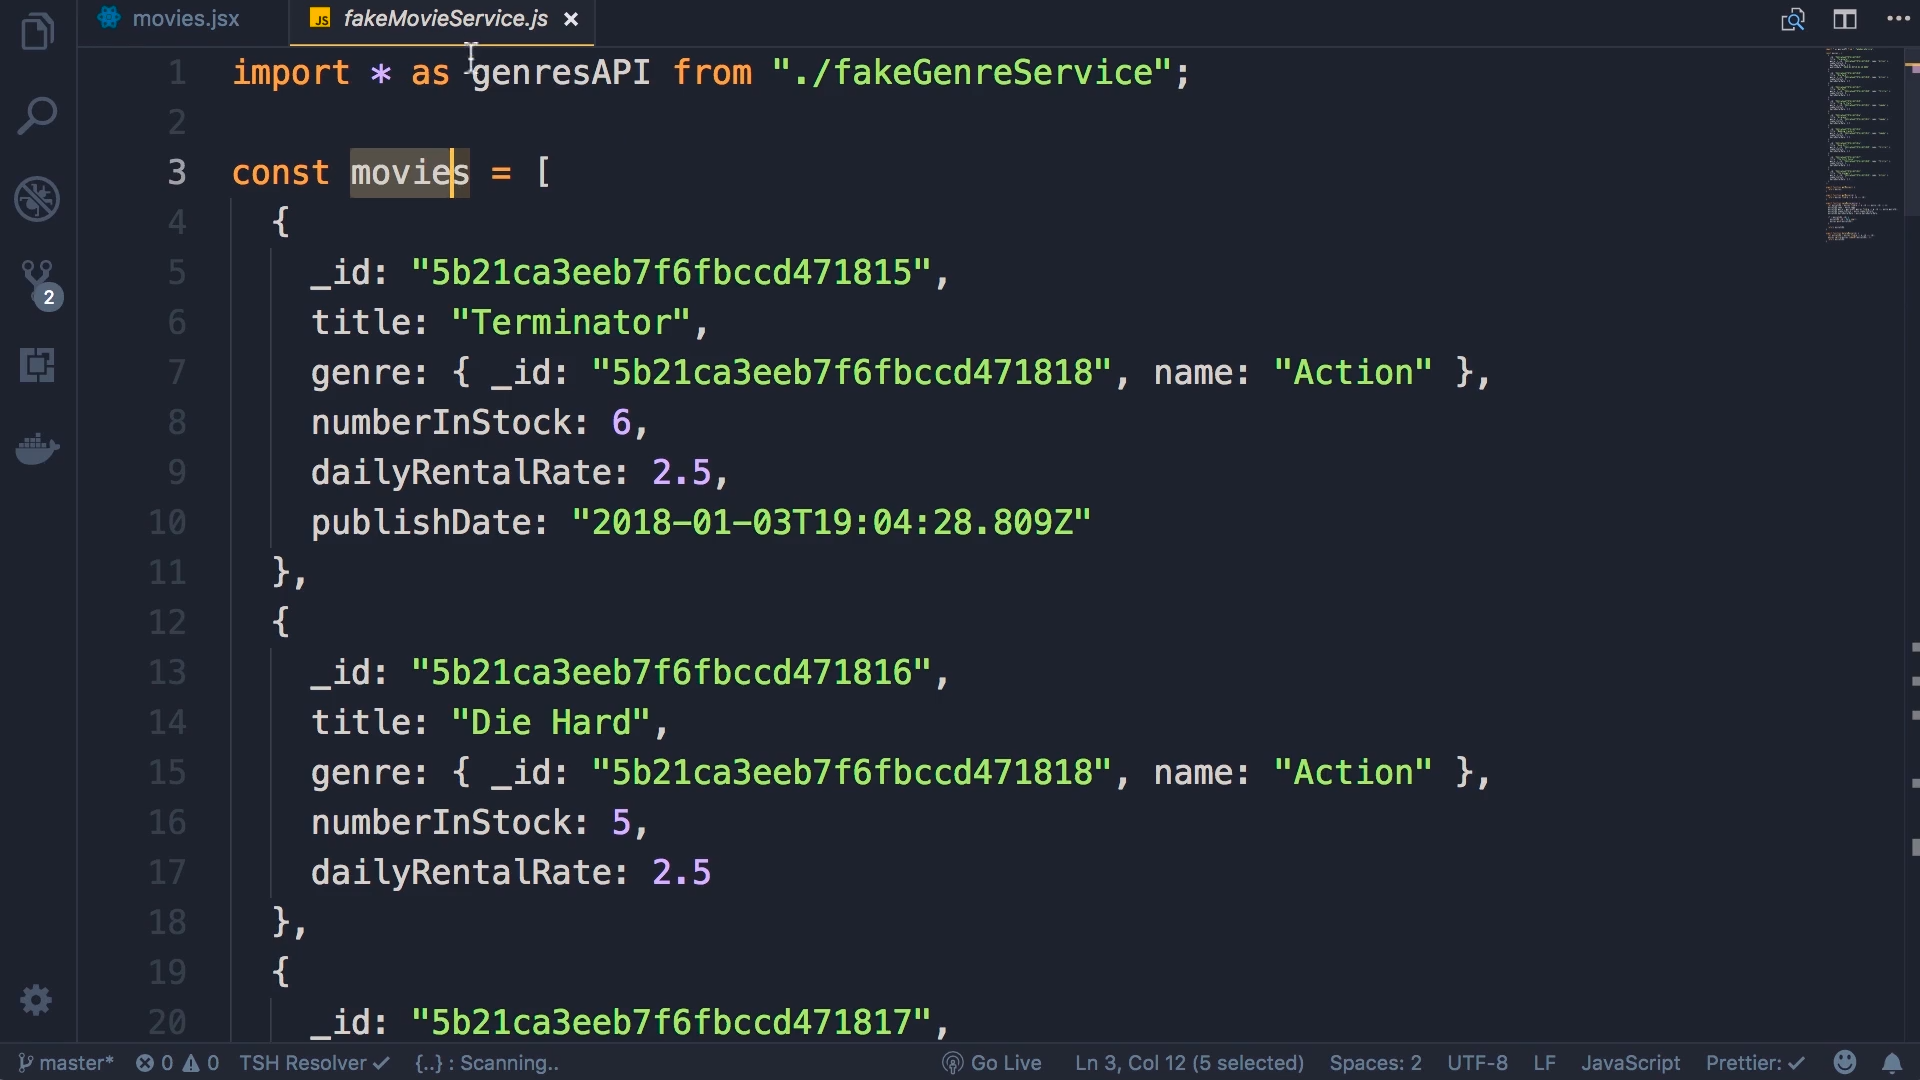 movies.jsx
JS fakeMovieService.js ×
1 import * as genresAPI from "./fakeGenreService";
2
3 const movies = [
4 {
5 _id: "5b21ca3eeb7f6fbccd471815",
6 title: "Terminator",
7 genre: { _id: "5b21ca3eeb7f6fbccd471818", name: "Action" },
8 numberInStock: 6,
9 dailyRentalRate: 2.5,
10 publishDate: "2018-01-03T19:04:28.809Z"
11 },
12 {
13 _id: "5b21ca3eeb7f6fbccd471816",
14 title: "Die Hard",
15 genre: { _id: "5b21ca3eeb7f6fbccd471818", name: "Action" },
16 numberInStock: 5,
17 dailyRentalRate: 2.5
18 },
19 {
20 _id: "5b21ca3eeb7f6fbccd471817",
2
master* 0 0 TSH Resolver ✓ {..} : Scanning.. Go Live Ln 3, Col 12 (5 selected) Spaces: 2 UTF-8 LF JavaScript Prettier: ✓